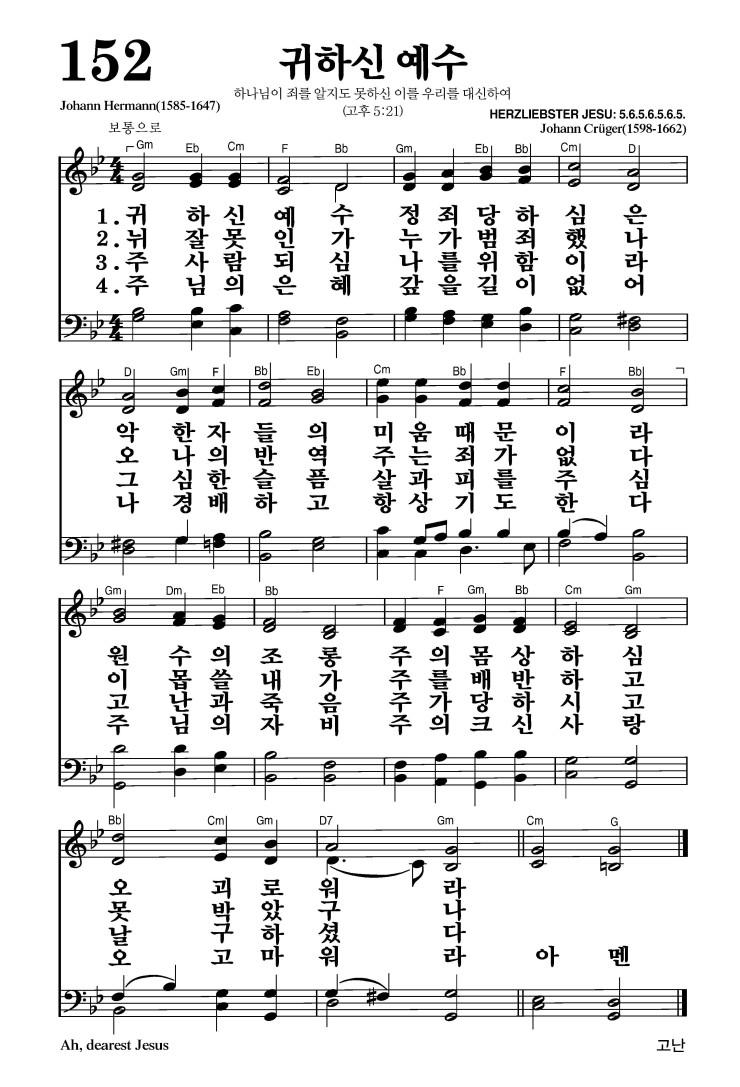 152
귀하신 예수
하나님이 죄를 알지도 못하신 이를 우리를 대신하여
(고후 5:21)
Johann Hermann(1585-1647)
HERZLIEBSTER JESU: 5.6.5.6.5.6.5.
Johann Crüger(1598-1662)
보통으로
Gm Eb Cm F Bb Gm Eb Bb Cm D
1.귀 하 신 예 수 정 죄 당 하 심 은
2.뉘 잘 못 인 가 누 가 범 죄 했 나
3.주 사 람 되 심 나 를 위 함 이 라
4.주 님 의 은 혜 갚 을 길 이 없 어
D Gm F Bb Eb Cm Bb F Bb
악 한 자 들 의 미 움 때 문 이 라
오 나 의 반 역 주 는 죄 가 없 다
그 심 한 슬 픔 살 과 피 를 주 심
나 경 배 하 고 항 상 기 도 한 다
Gm Dm Eb Bb F Gm Bb Cm Gm
원 수 의 조 롱 주 의 몸 상 하 심
이 몹 쓸 내 가 주 를 배 반 하 고
고 난 과 죽 음 주 가 당 하 시 고
주 님 의 자 비 주 의 크 신 사 랑
Bb Cm Gm D7 Gm Cm G
오 괴 로 워 라
못 박 았 구 나
날 구 하 셨 다
오 고 마 워 라 아 멘
Ah, dearest Jesus
고난